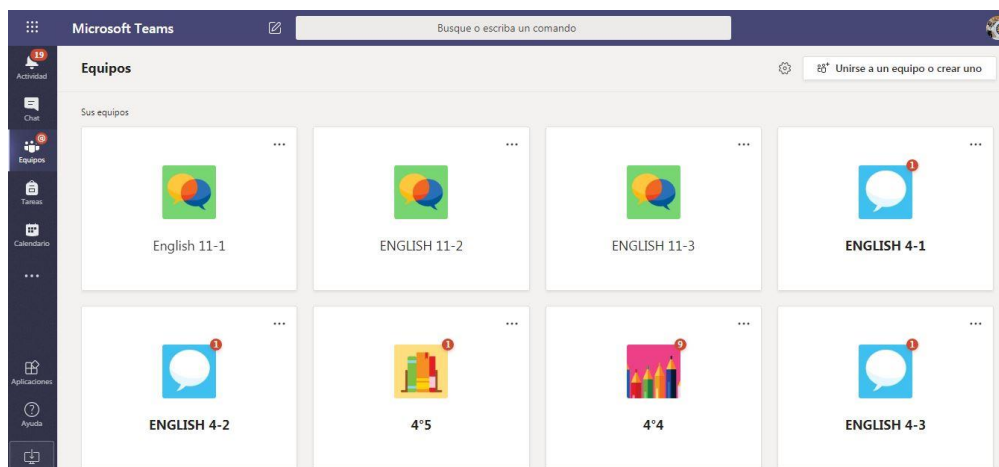 Microsoft Teams
Busque o escriba un comando
19
Actividad
Chat
@
Equipos
Tareas
Calendario
...
Aplicaciones
?
Ayuda
Equipos
Unirse a un equipo o crear uno
Sus equipos
...
English 11-1
...
ENGLISH 11-2
...
ENGLISH 11-3
...
1
ENGLISH 4-1
...
1
ENGLISH 4-2
...
1
4°5
...
9
4°4
...
1
ENGLISH 4-3